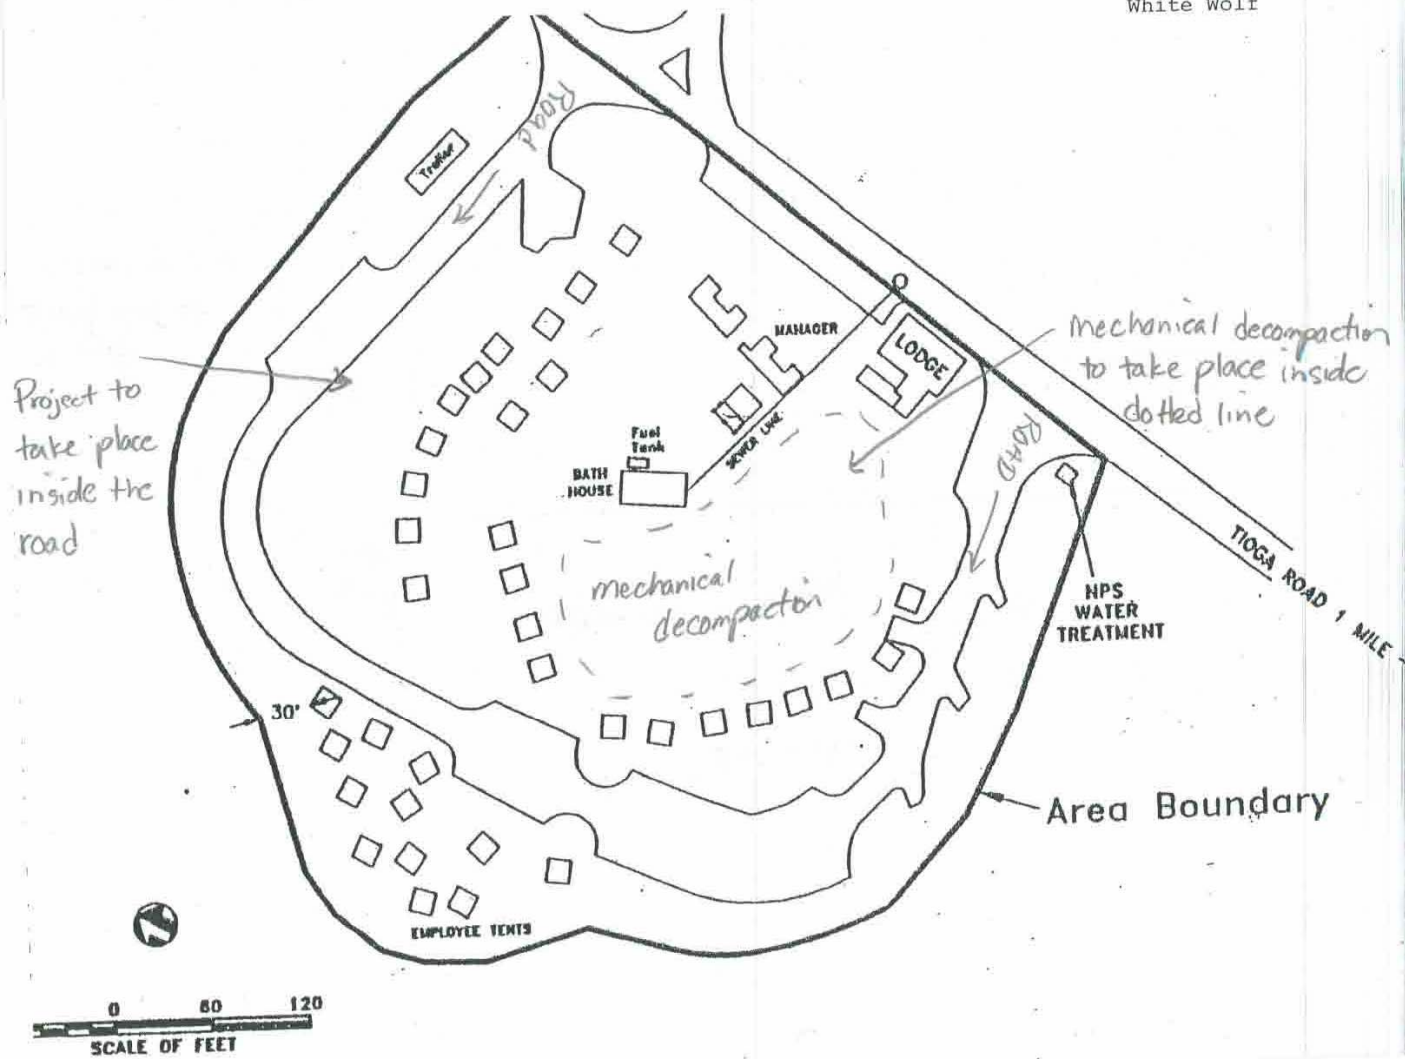 White Wolf
Road
Trailer
mechanical decompaction
to take place inside
dotted line
MANAGER
LODGE
Project to
take place
inside the
road
ROAD
Fuel
Tank
SEWER LINE
BATH
HOUSE
TIOGA ROAD 1 MILE
mechanical
decompaction
NPS
WATER
TREATMENT
30'
Area Boundary
EMPLOYEE TENTS
0 60 120
SCALE OF FEET